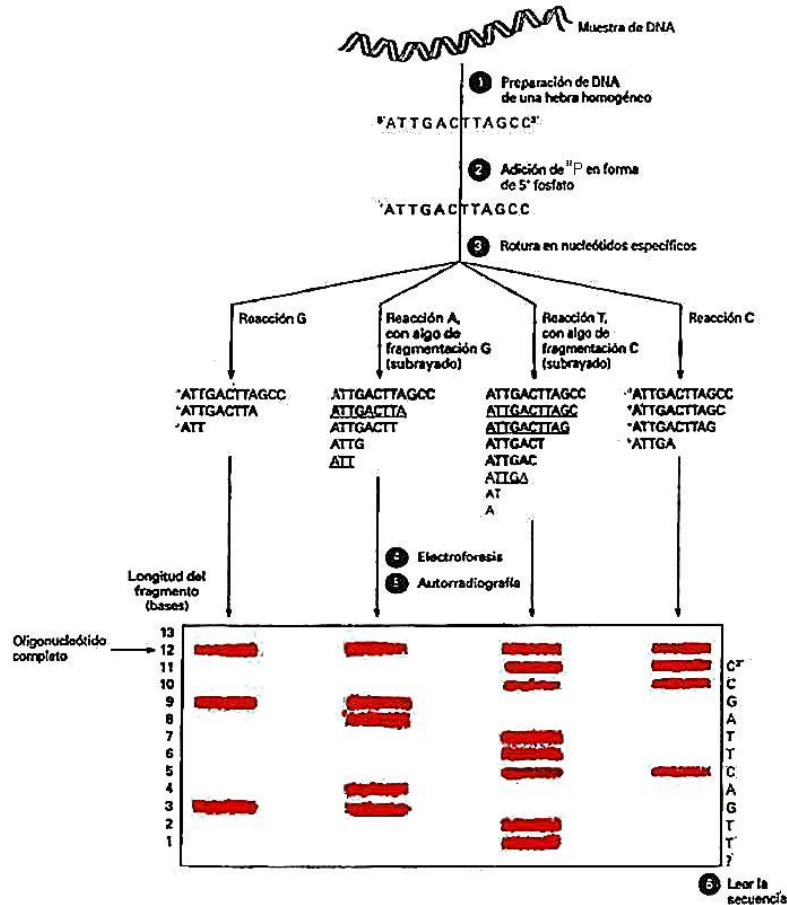 Muestra de DNA
1 Preparación de DNA
de una hebra homogéneo
5'ATTGACTTAGCC3'
2 Adición de 32P en forma
de 5' fosfato
ATTGACTTAGCC
3 Rotura en nucleótidos específicos
Reacción G
ATTGACTTAGCC
ATTGACTTA
ATT
Reacción A,
con algo de
fragmentación G
(subrayado)
ATTGACTTAGCC
ATTGACTTA
ATTGACTT
ATTG
ATT
Reacción T,
con algo de
fragmentación C
(subrayado)
ATTGACTTAGCC
ATTGACTTAGC
ATTGACTTAG
ATTGACT
ATTGAC
ATTGA
AT
A
Reacción C
ATTGACTTAGCC
ATTGACTTAGC
ATTGACTTAG
ATTGA
4 Electroforesis
5 Autorradiografía
Longitud del
fragmento
(bases)
Oligonucleótido
completo
13
12
11
10
9
8
7
6
5
4
3
2
1
C3'
C
G
A
T
T
C
A
G
T
T
?
6 Leer la
secuencia